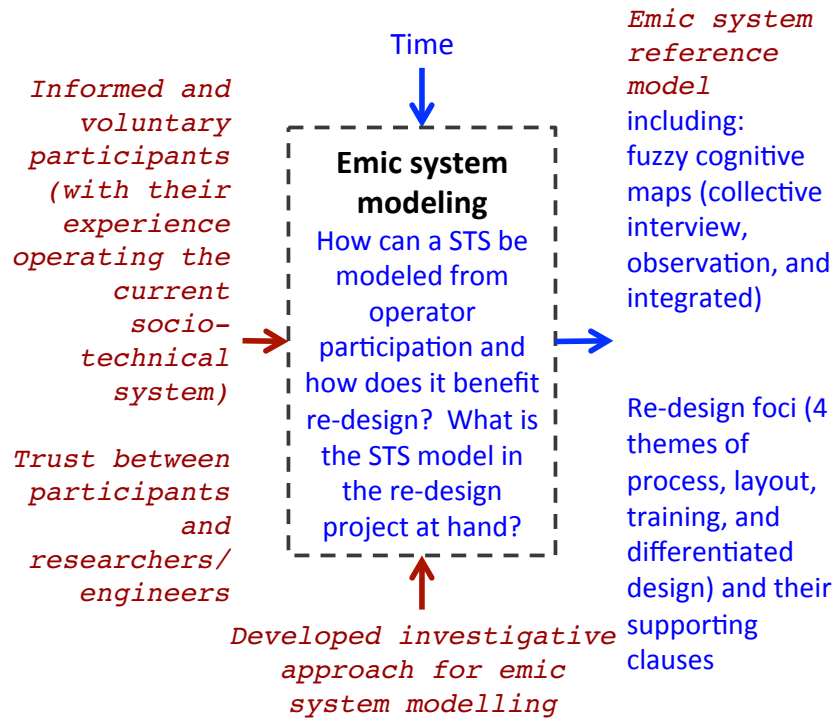 Time
Informed and
voluntary
participants
(with their
experience
operating the
current
socio-
technical
system)
Trust between
participants
and
researchers/
engineers
Emic system
modeling
How can a STS be
modeled from
operator
participation and
how does it benefit
re-design? What is
the STS model in
the re-design
project at hand?
Developed investigative
approach for emic
system modelling
Emic system
reference
model
including:
fuzzy cognitive
maps (collective
interview,
observation, and
integrated)
Re-design foci (4
themes of
process, layout,
training, and
differentiated
design) and their
supporting
clauses